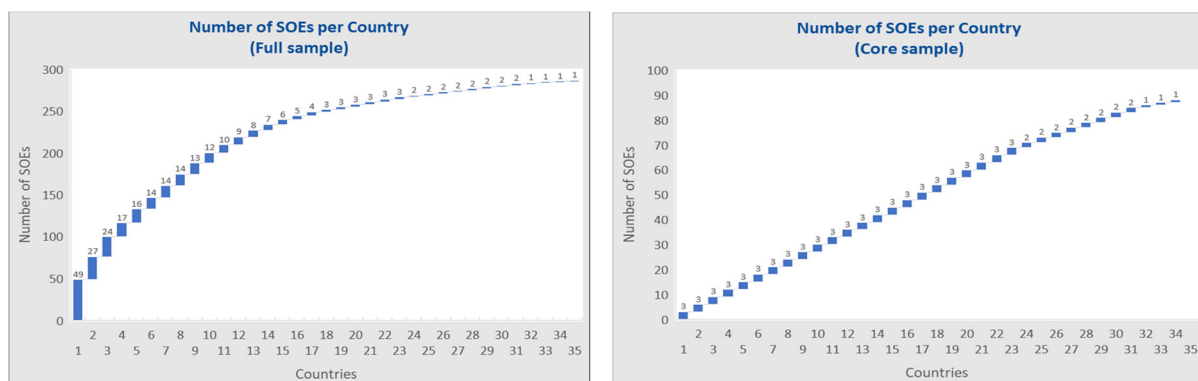 Number of SOEs per Country
(Full sample)
Number of SOEs
300
250
200
150
100
50
0
49 27 24 17 16 14 14 14 13 12 10 9 8 7 6 5 4 3 3 3 3 3 3 2 2 2 2 2 2 2 2 1 1 1 1
2 4 6 8 10 12 14 16 18 20 22 24 26 28 30 32 34
1 3 5 7 9 11 13 15 17 19 21 23 25 27 29 31 33 35
Countries
Number of SOEs per Country
(Core sample)
Number of SOEs
100
90
80
70
60
50
40
30
20
10
0
3 3 3 3 3 3 3 3 3 3 3 3 3 3 3 3 3 3 3 3 3 3 3 2 2 2 2 2 2 2 2 1 1 1
2 4 6 8 10 12 14 16 18 20 22 24 26 28 30 32 34
1 3 5 7 9 11 13 15 17 19 21 23 25 27 29 31 33 35
Countries